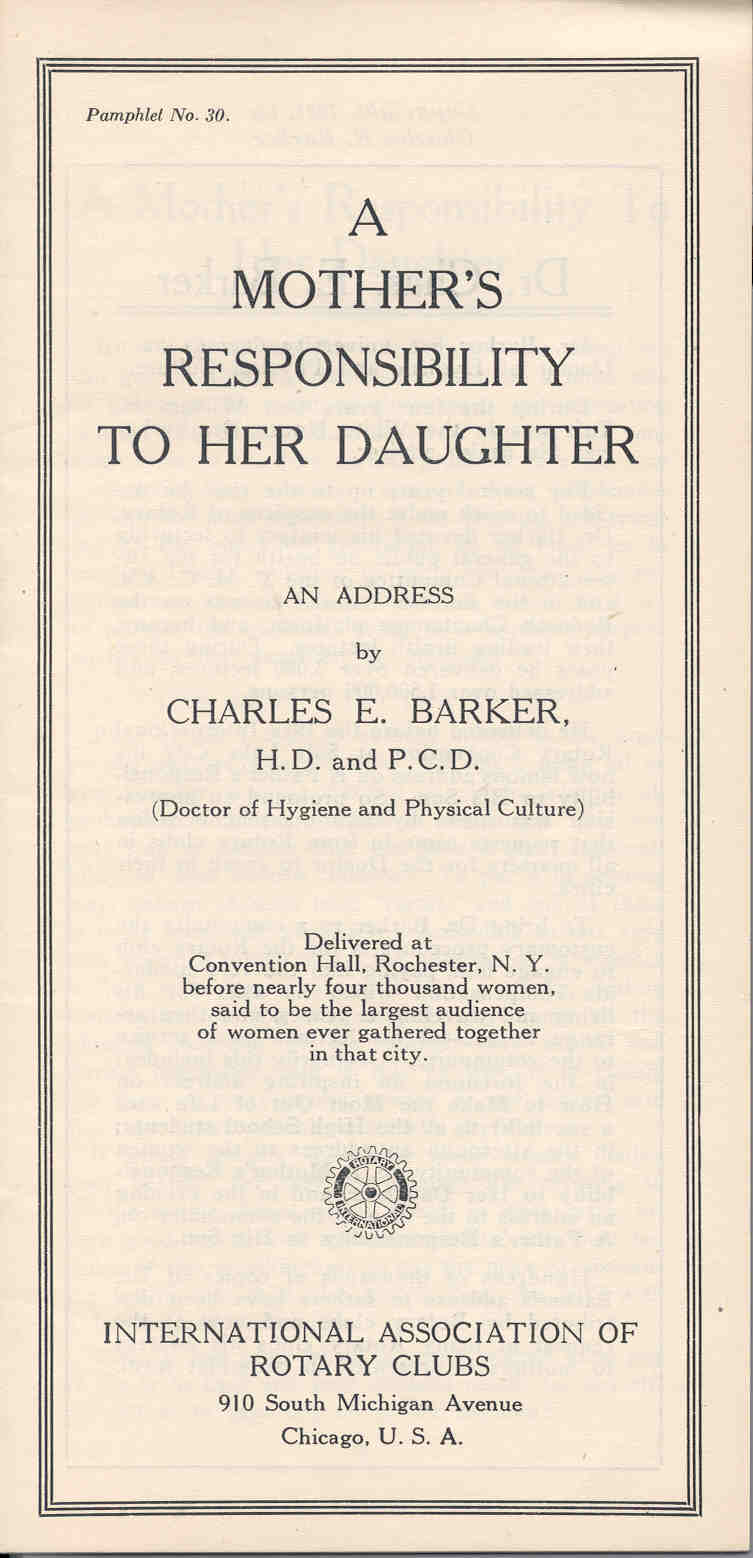 Pamphlet No. 30.
A
MOTHER'S
RESPONSIBILITY
TO HER DAUGHTER
AN ADDRESS
by
CHARLES E. BARKER,
H. D. and P. C. D.
(Doctor of Hygiene and Physical Culture)
Delivered at
Convention Hall, Rochester, N. Y.
before nearly four thousand women,
said to be the largest audience
of women ever gathered together
in that city.
ROTARY
INTERNATIONAL
INTERNATIONAL ASSOCIATION OF
ROTARY CLUBS
910 South Michigan Avenue
Chicago, U. S. A.